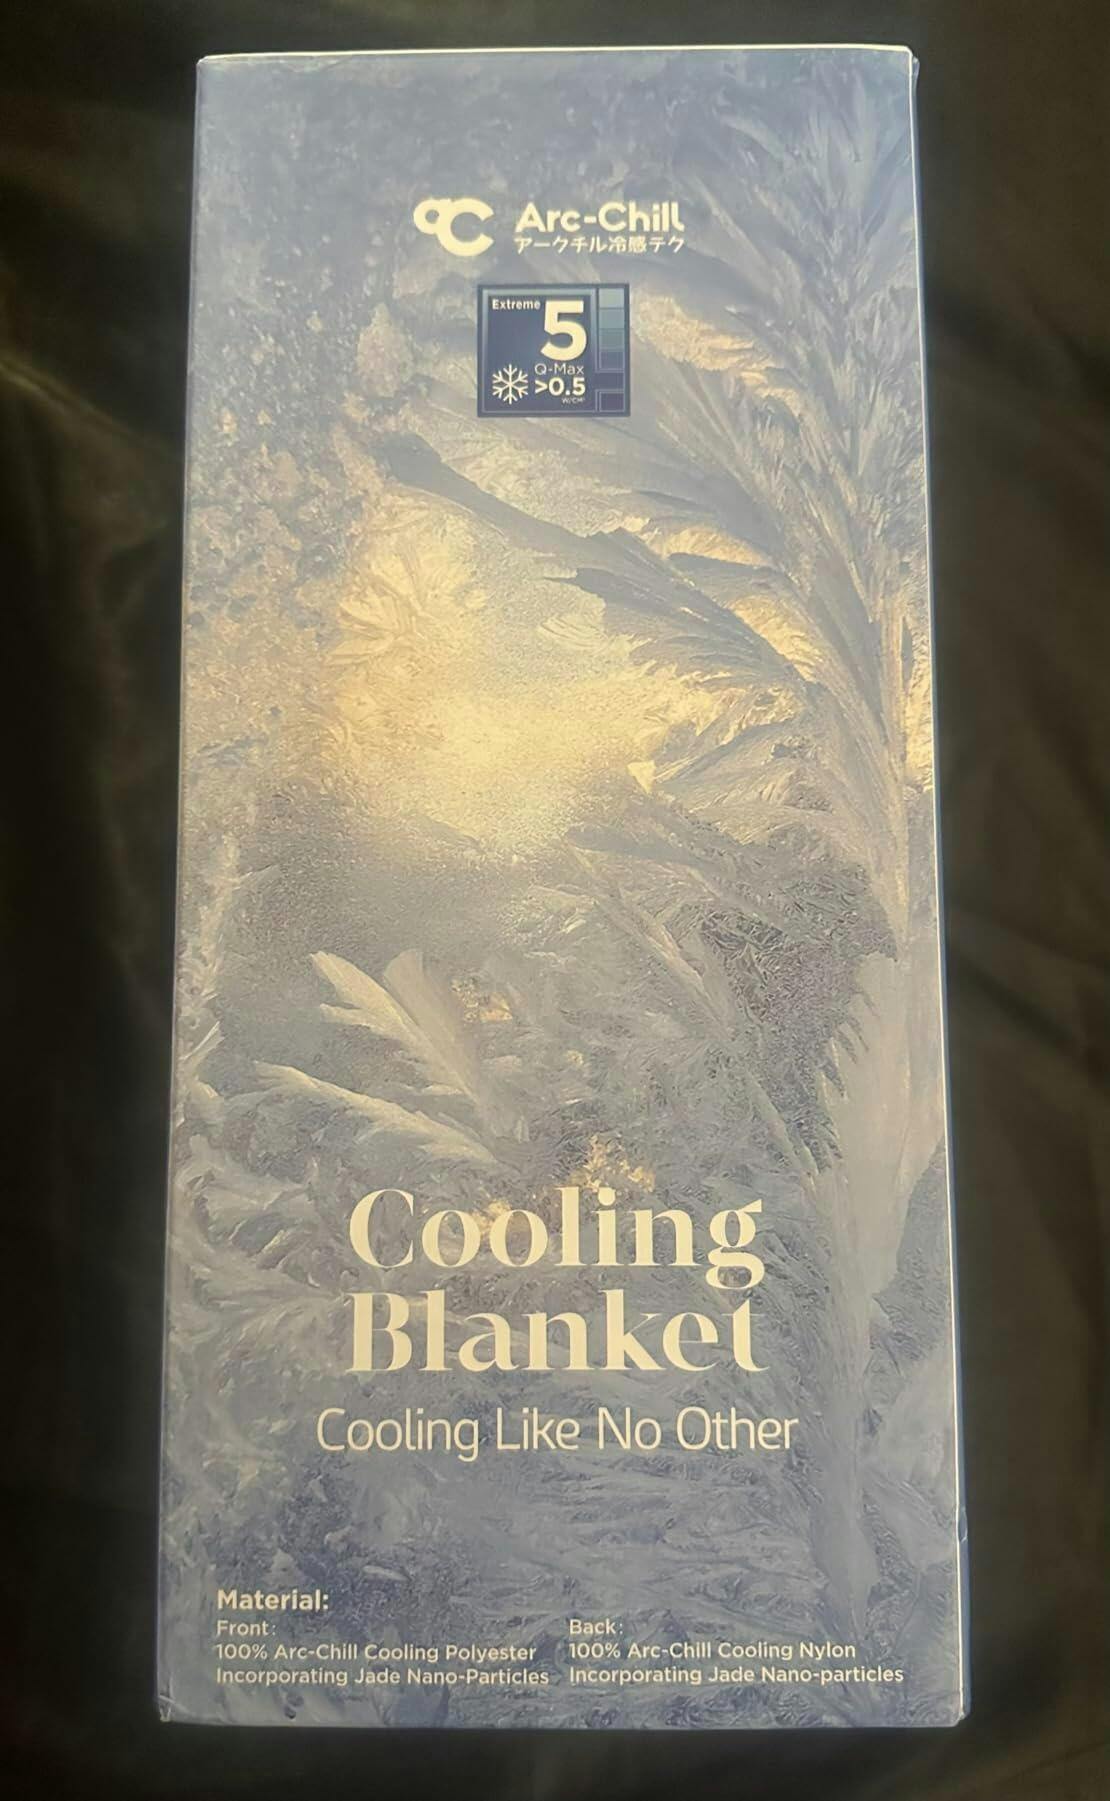 °C Arc-Chill
アークチル冷感テク
Extreme 5
Q-Max
>0.5
W/CM²
Cooling
Blanket
Cooling Like No Other
Material:
Front:
100% Arc-Chill Cooling Polyester
Incorporating Jade Nano-Particles
Back:
100% Arc-Chill Cooling Nylon
Incorporating Jade Nano-particles